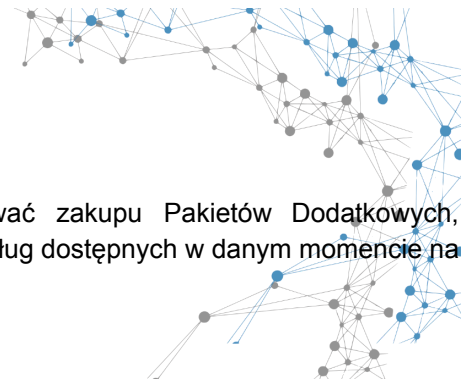 wać zakupu Pakietów Dodatkowych,
ług dostępnych w danym momencie na